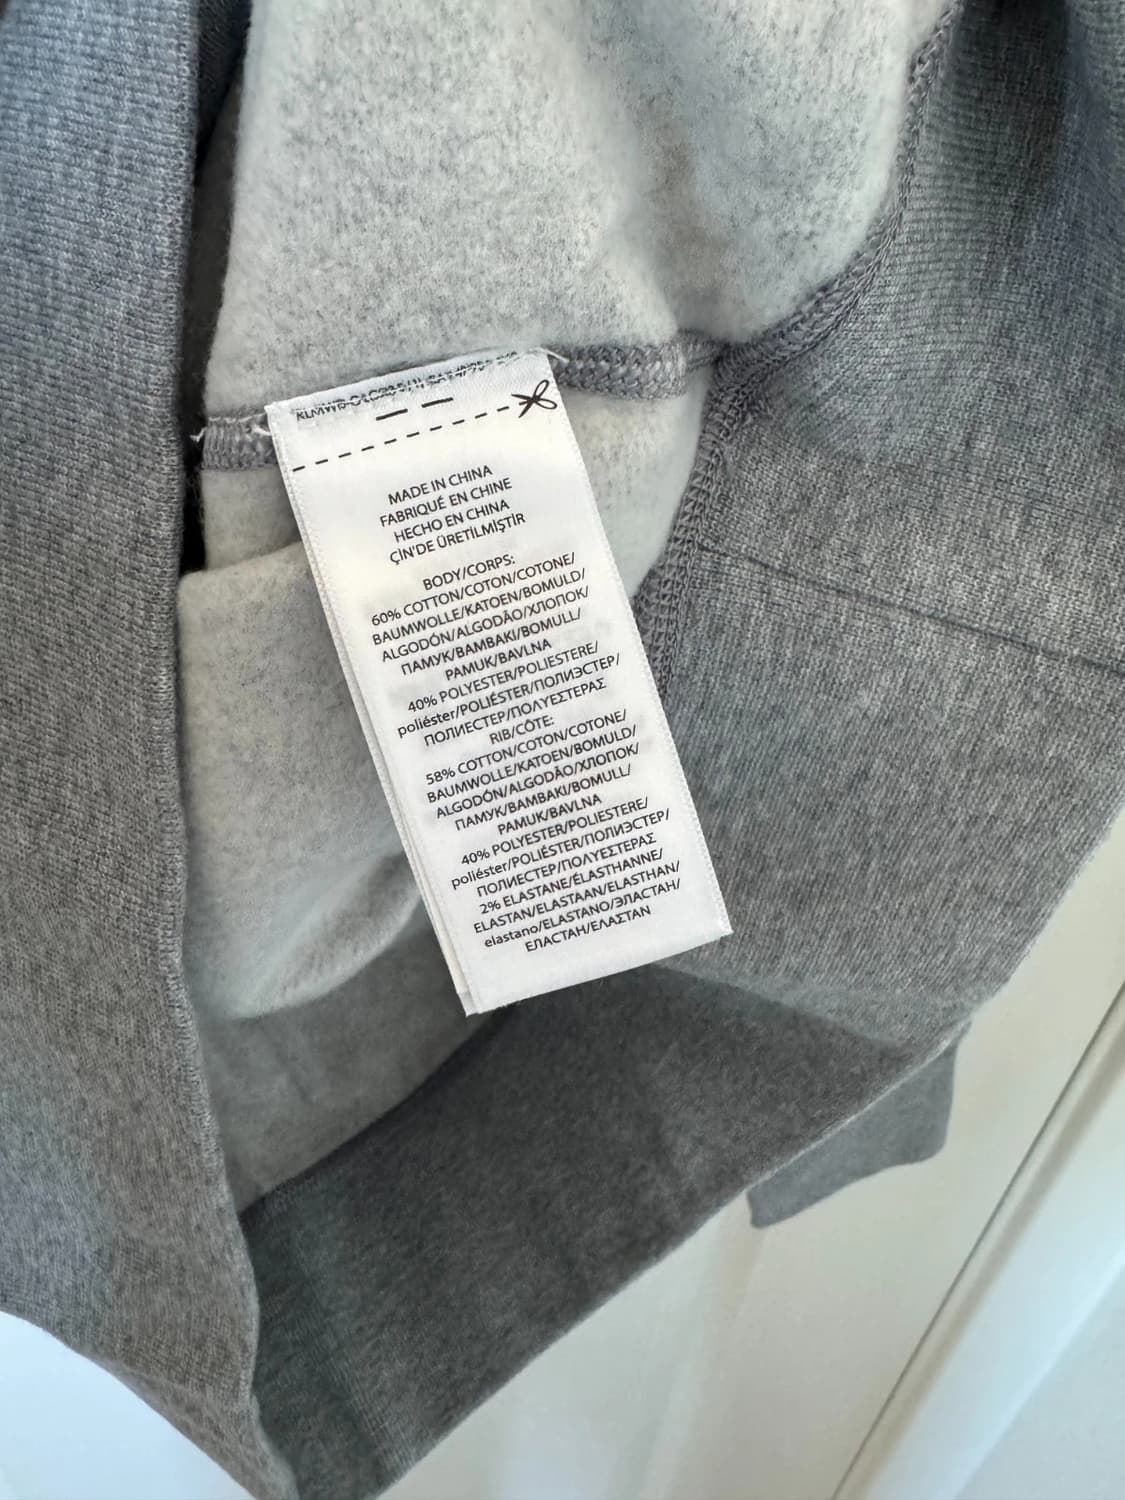 MADE IN CHINA
FABRIQUÉ EN CHINE
HECHO EN CHINA
ÇİN'DE ÜRETİLMİŞTİR
BODY/CORPS:
60% COTTON/COTON/COTONE/
BAUMWOLLE/KATOEN/BOMULD/
ALGODÓN/ALGODÃO/ХЛОПОК/
ПАМУК/ΒΑΜΒΑΚΙ/BOMULL/
PAMUK/BAVLNA
40% POLYESTER/POLIESTERE/
poliéster/POLIÉSTER/ПОЛИЭСТЕР/
ПОЛИЕСТЕР/ΠΟΛΥΕΣΤΕΡΑΣ
RIB/CÔTE:
58% COTTON/COTON/COTONE/
BAUMWOLLE/KATOEN/BOMULD/
ALGODÓN/ALGODÃO/ХЛОПОК/
ПАМУК/ΒΑΜΒΑΚΙ/BOMULL/
PAMUK/BAVLNA
40% POLYESTER/POLIESTERE/
poliéster/POLIÉSTER/ПОЛИЭСТЕР/
ПОЛИЕСТЕР/ΠΟΛΥΕΣΤΕΡΑΣ
2% ELASTANE/ÉLASTHANNE/
ELASTAN/ELASTAAN/ELASTHAN/
elastano/ELASTANO/ЭЛАСТАН/
ЕЛАСТАН/ΕΛΑΣΤΑΝ